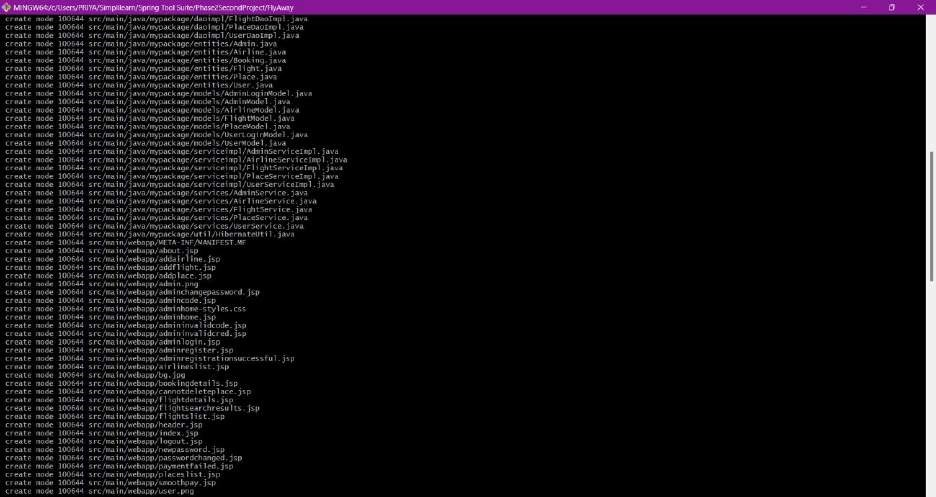 MINGW64:/c/Users/PRIYA/Simplilearn/Spring Tool Suite/Phase2SecondProject/FlyAway
create mode 100644 src/main/java/mypackage/daoimpl/FlightDaoImpl.java
create mode 100644 src/main/java/mypackage/daoimpl/PlaceDaoImpl.java
create mode 100644 src/main/java/mypackage/daoimpl/UserDaoImpl.java
create mode 100644 src/main/java/mypackage/entities/Admin.java
create mode 100644 src/main/java/mypackage/entities/Airline.java
create mode 100644 src/main/java/mypackage/entities/Booking.java
create mode 100644 src/main/java/mypackage/entities/Flight.java
create mode 100644 src/main/java/mypackage/entities/Place.java
create mode 100644 src/main/java/mypackage/entities/User.java
create mode 100644 src/main/java/mypackage/models/AdminLoginModel.java
create mode 100644 src/main/java/mypackage/models/AdminModel.java
create mode 100644 src/main/java/mypackage/models/AirlineModel.java
create mode 100644 src/main/java/mypackage/models/FlightModel.java
create mode 100644 src/main/java/mypackage/models/PlaceModel.java
create mode 100644 src/main/java/mypackage/models/UserLoginModel.java
create mode 100644 src/main/java/mypackage/models/UserModel.java
create mode 100644 src/main/java/mypackage/serviceimpl/AdminServiceImpl.java
create mode 100644 src/main/java/mypackage/serviceimpl/AirlineServiceImpl.java
create mode 100644 src/main/java/mypackage/serviceimpl/FlightServiceImpl.java
create mode 100644 src/main/java/mypackage/serviceimpl/PlaceServiceImpl.java
create mode 100644 src/main/java/mypackage/serviceimpl/UserServiceImpl.java
create mode 100644 src/main/java/mypackage/services/AdminService.java
create mode 100644 src/main/java/mypackage/services/AirlineService.java
create mode 100644 src/main/java/mypackage/services/FlightService.java
create mode 100644 src/main/java/mypackage/services/PlaceService.java
create mode 100644 src/main/java/mypackage/services/UserService.java
create mode 100644 src/main/java/mypackage/util/HibernateUtil.java
create mode 100644 src/main/webapp/META-INF/MANIFEST.MF
create mode 100644 src/main/webapp/about.jsp
create mode 100644 src/main/webapp/addairline.jsp
create mode 100644 src/main/webapp/addflight.jsp
create mode 100644 src/main/webapp/addplace.jsp
create mode 100644 src/main/webapp/admin.png
create mode 100644 src/main/webapp/adminchangepassword.jsp
create mode 100644 src/main/webapp/admincode.jsp
create mode 100644 src/main/webapp/adminhome-styles.css
create mode 100644 src/main/webapp/adminhome.jsp
create mode 100644 src/main/webapp/admininvalidcode.jsp
create mode 100644 src/main/webapp/admininvalidcred.jsp
create mode 100644 src/main/webapp/adminlogin.jsp
create mode 100644 src/main/webapp/adminregister.jsp
create mode 100644 src/main/webapp/adminregistrationsuccessful.jsp
create mode 100644 src/main/webapp/airlineslist.jsp
create mode 100644 src/main/webapp/bg.jpg
create mode 100644 src/main/webapp/bookingdetails.jsp
create mode 100644 src/main/webapp/cannotdeleteplace.jsp
create mode 100644 src/main/webapp/flightdetails.jsp
create mode 100644 src/main/webapp/flightsearchresults.jsp
create mode 100644 src/main/webapp/flightslist.jsp
create mode 100644 src/main/webapp/header.jsp
create mode 100644 src/main/webapp/index.jsp
create mode 100644 src/main/webapp/logout.jsp
create mode 100644 src/main/webapp/newpassword.jsp
create mode 100644 src/main/webapp/passwordchanged.jsp
create mode 100644 src/main/webapp/paymentfailed.jsp
create mode 100644 src/main/webapp/placeslist.jsp
create mode 100644 src/main/webapp/smoothpay.jsp
create mode 100644 src/main/webapp/user.png